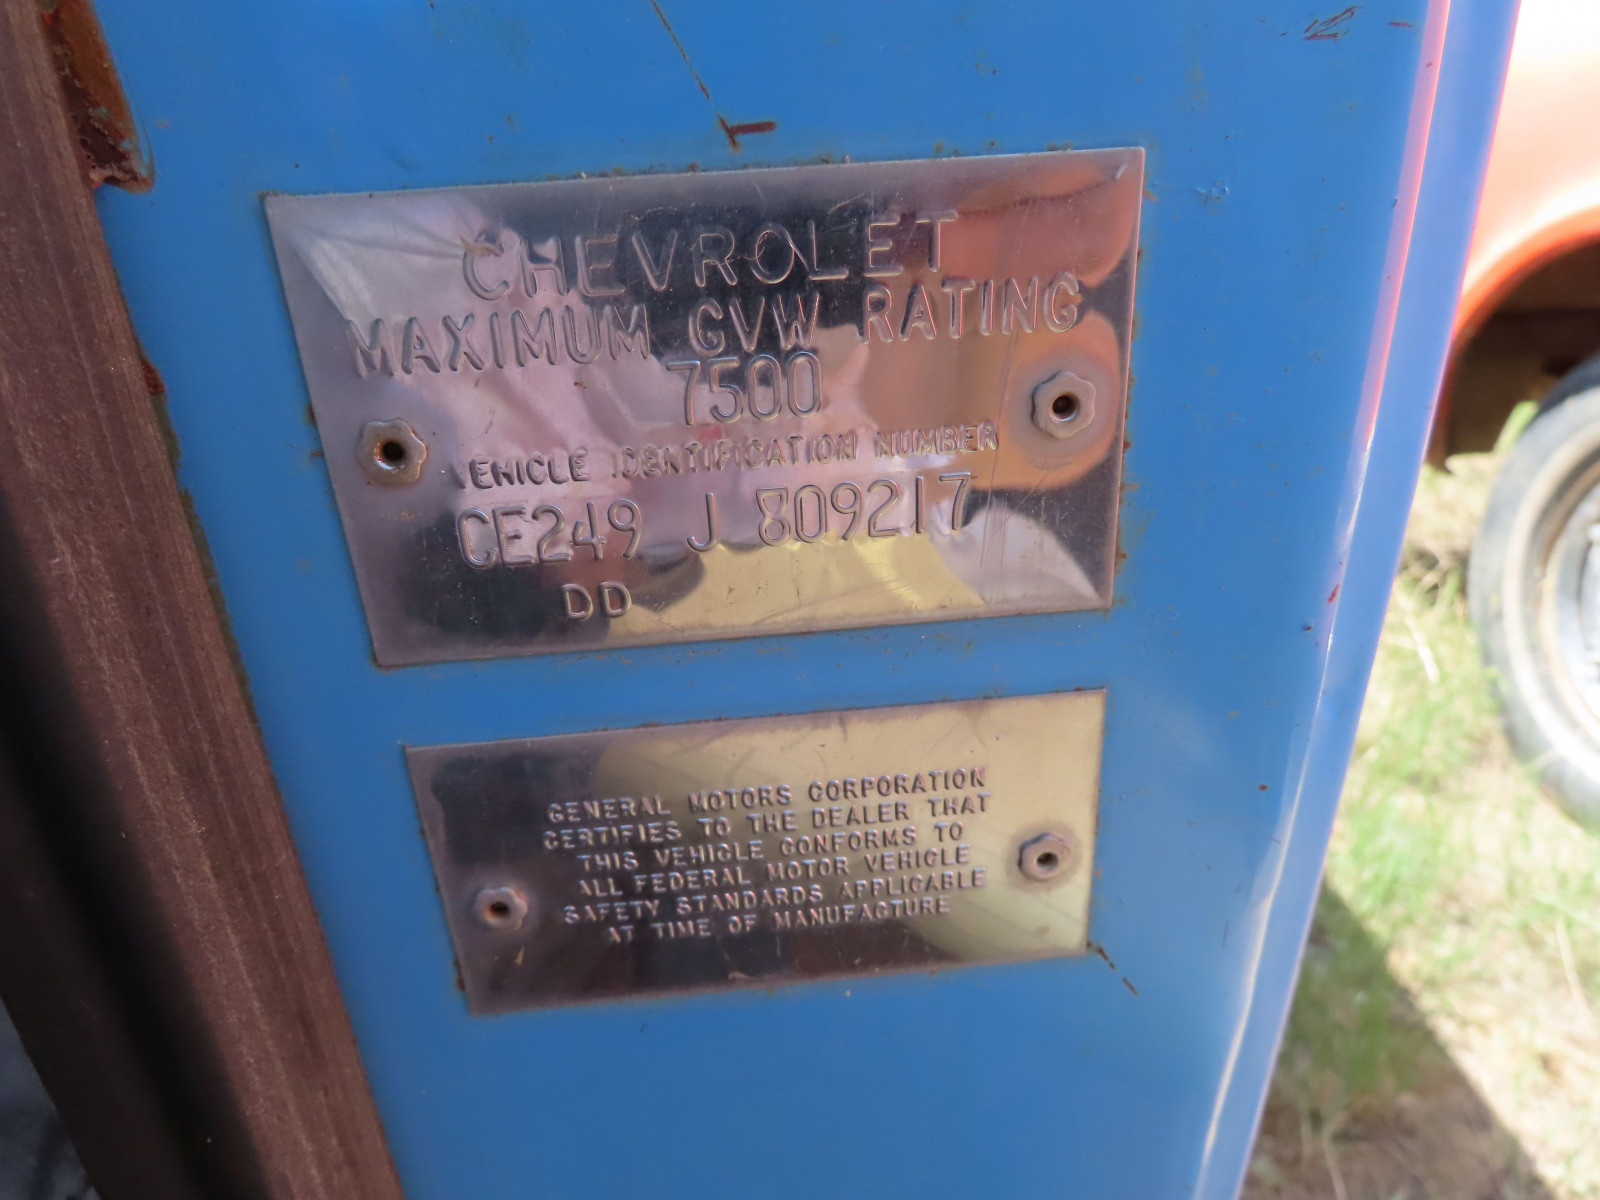 CHEVROLET
MAXIMUM GVW RATING
7500
VEHICLE IDENTIFICATION NUMBER
CE249 J 809217
DD
GENERAL MOTORS CORPORATION
CERTIFIES TO THE DEALER THAT
THIS VEHICLE CONFORMS TO
ALL FEDERAL MOTOR VEHICLE
SAFETY STANDARDS APPLICABLE
AT TIME OF MANUFACTURE